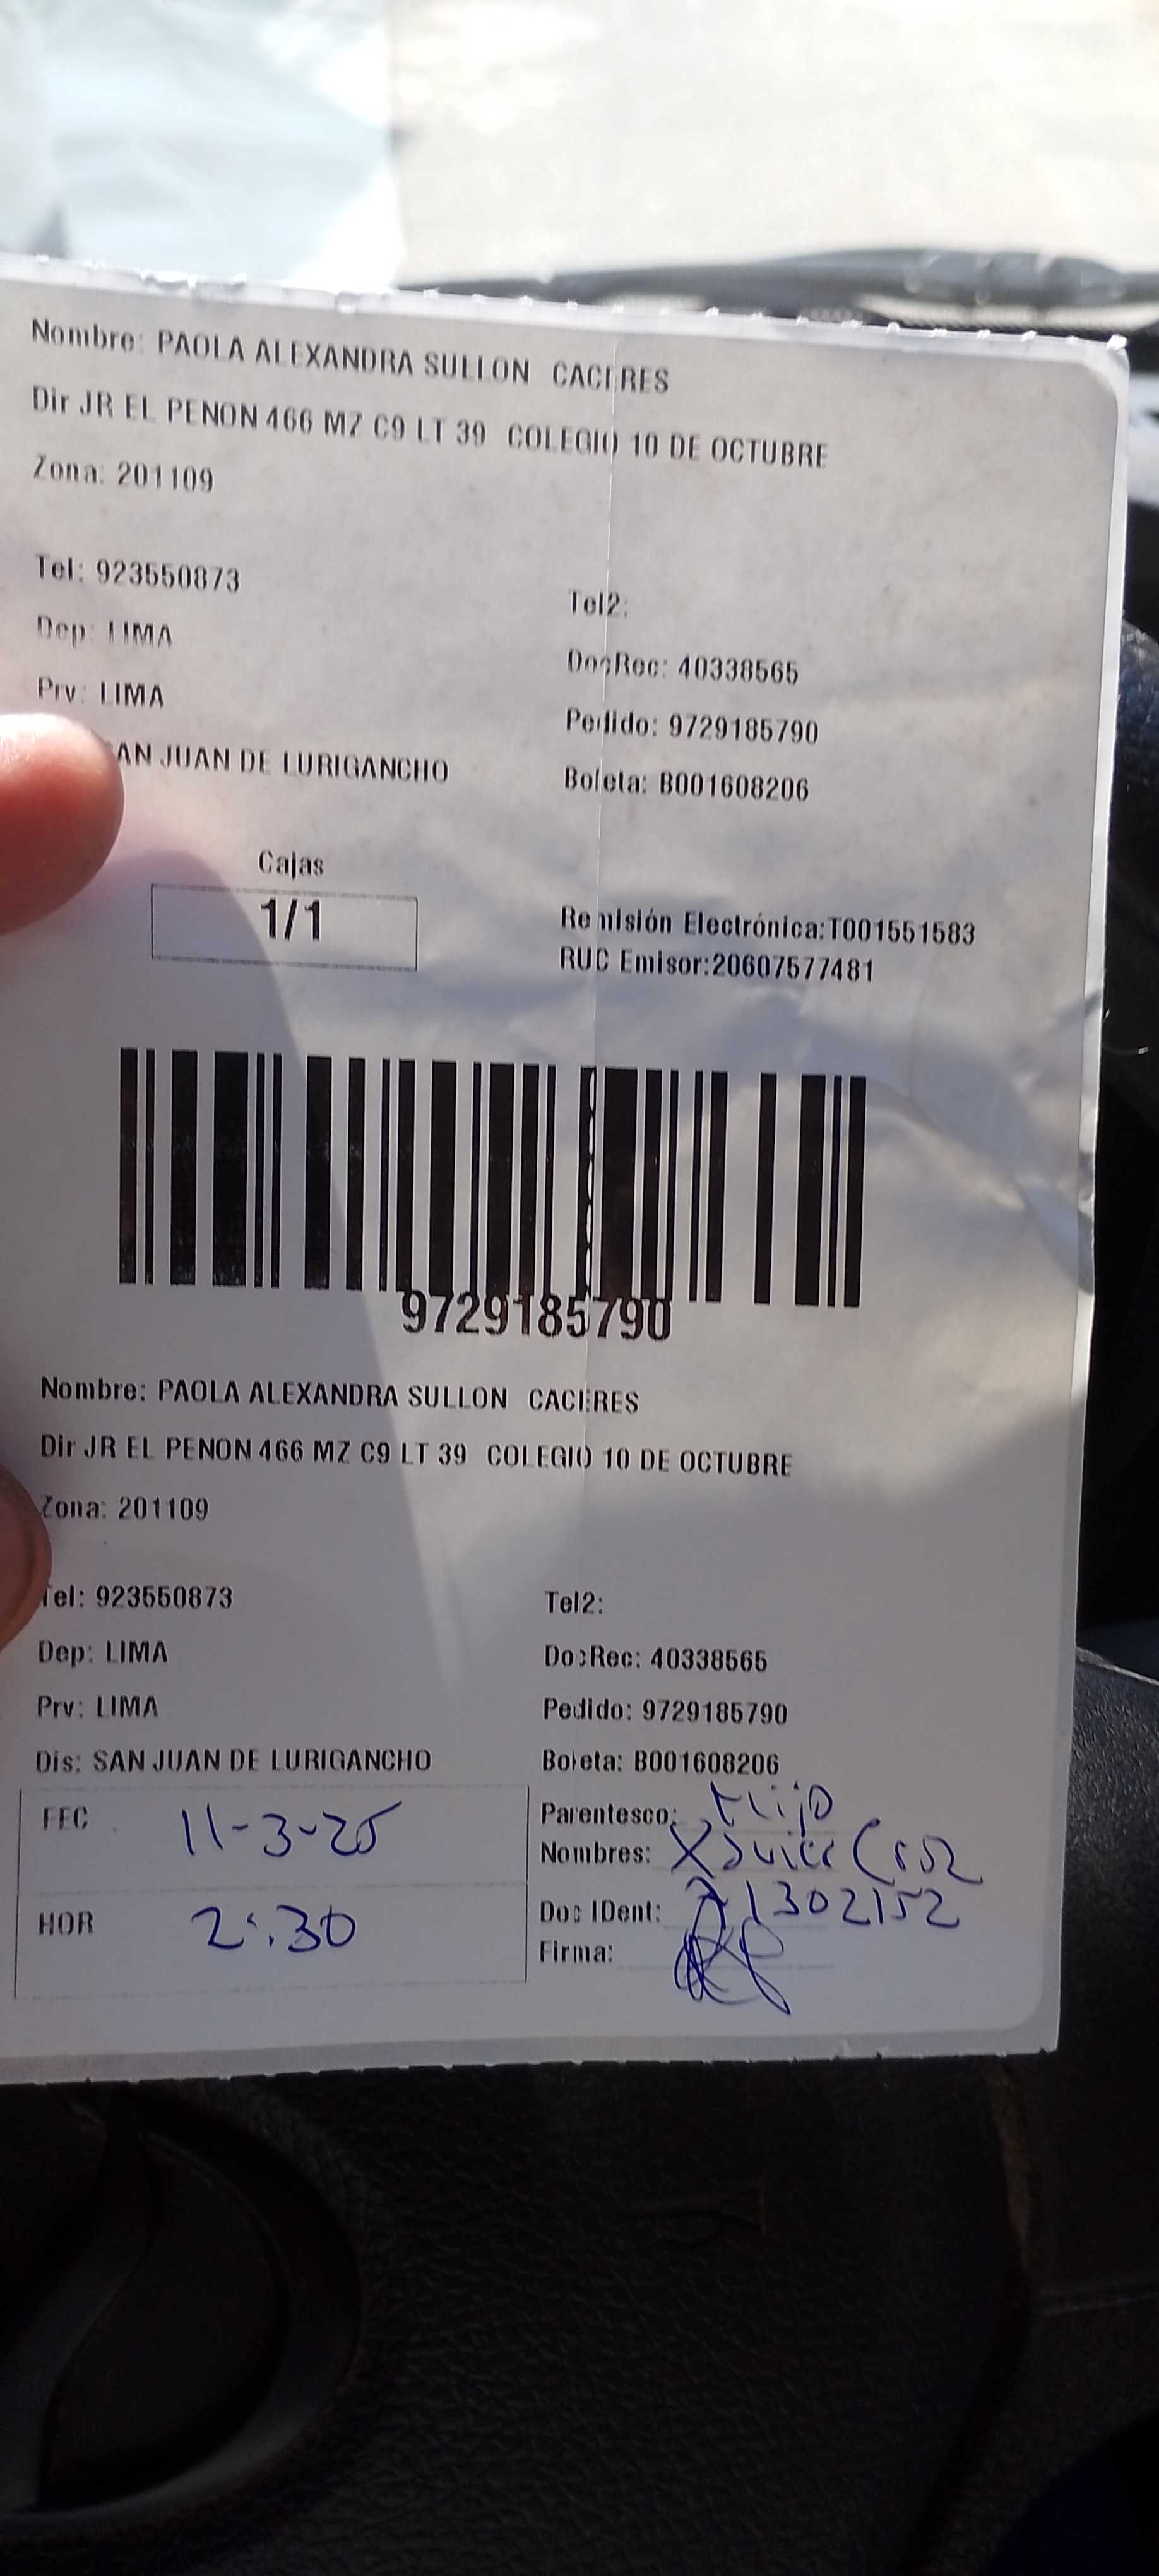 Nombre: PAOLA ALEXANDRA SULLON CACERES
Dir JR EL PENON 466 MZ C9 LT 39 COLEGIO 10 DE OCTUBRE
Zona: 201109
Tel: 923550873
Tel2:
Dep: LIMA
DocRec: 40338565
Prv: LIMA
Pedido: 9729185790
SAN JUAN DE LURIGANCHO
Boleta: B001608206
Cajas
1/1
Remisión Electrónica:T001551583
RUC Emisor:20607577481
9729185790
Nombre: PAOLA ALEXANDRA SULLON CACERES
Dir JR EL PENON 466 MZ C9 LT 39 COLEGIO 10 DE OCTUBRE
Zona: 201109
Tel: 923550873
Tel2:
Dep: LIMA
DocRec: 40338565
Prv: LIMA
Pedido: 9729185790
Dis: SAN JUAN DE LURIGANCHO
Boleta: B001608206
FEC 11-3-25
Parentesco: Hijo
Nombres: Xavier
HOR 2:30
Doc IDent:
Firma: